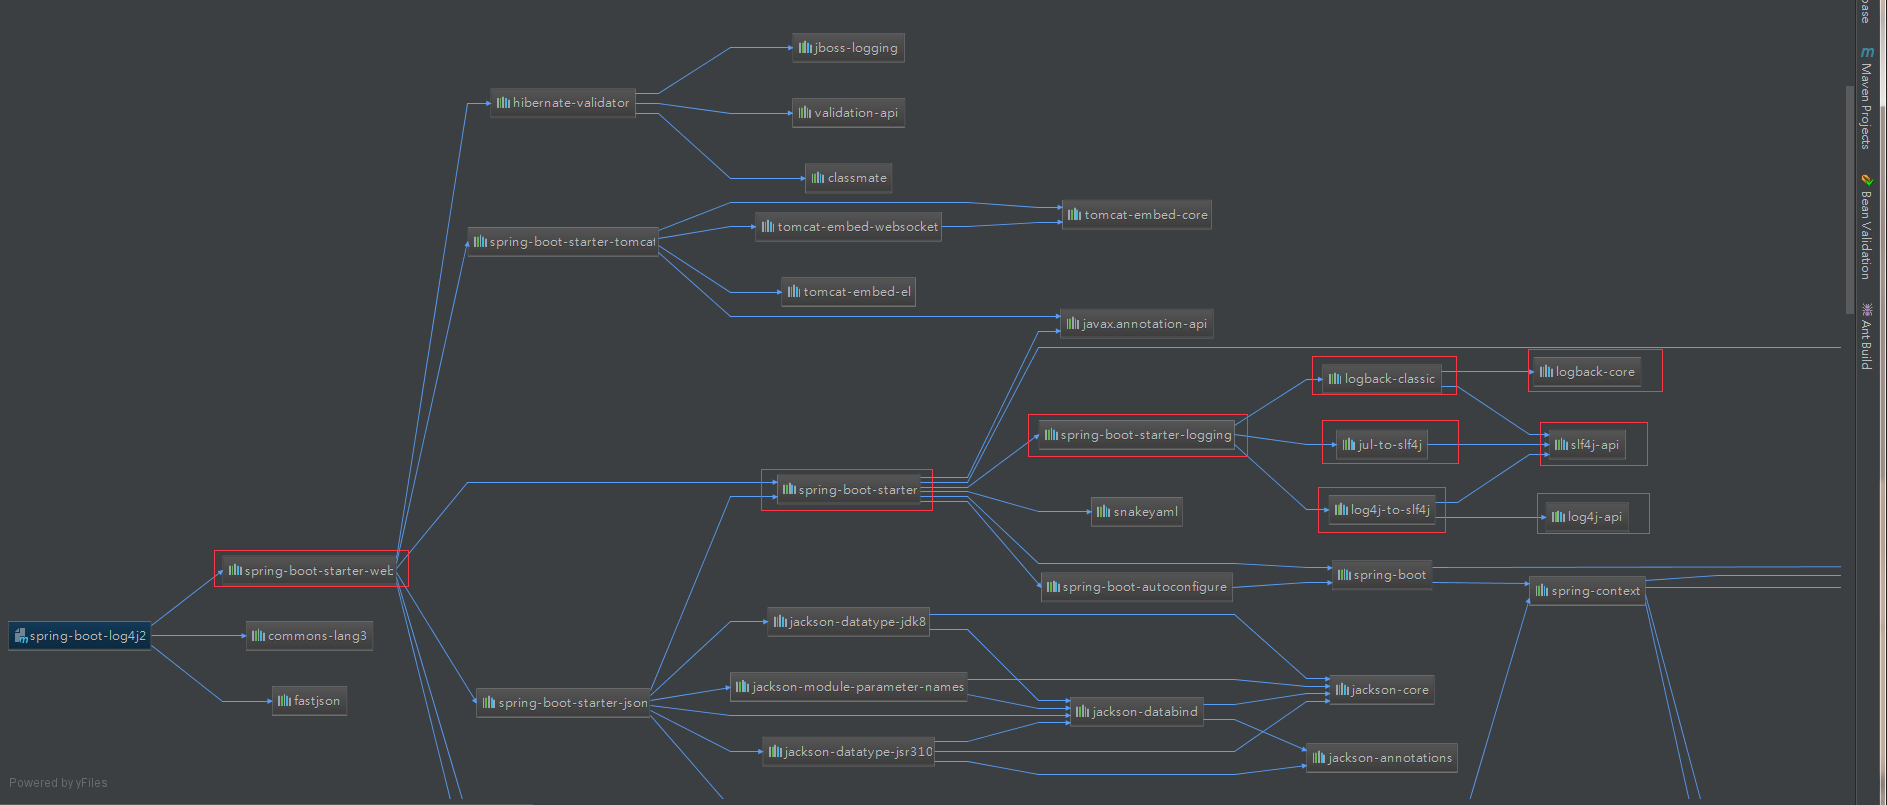 jboss-logging
hibernate-validator
validation-api
classmate
spring-boot-starter-tomcat
tomcat-embed-websocket
tomcat-embed-core
tomcat-embed-el
javax.annotation-api
logback-classic
logback-core
spring-boot-starter-logging
jul-to-slf4j
slf4j-api
spring-boot-starter
snakeyaml
log4j-to-slf4j
log4j-api
spring-boot-starter-web
spring-boot-autoconfigure
spring-boot
spring-context
spring-boot-log4j2
commons-lang3
fastjson
jackson-datatype-jdk8
jackson-module-parameter-names
jackson-core
spring-boot-starter-json
jackson-databind
jackson-datatype-jsr310
jackson-annotations
Powered by yFiles
base
m
Maven Projects
Bean Validation
Ant Build